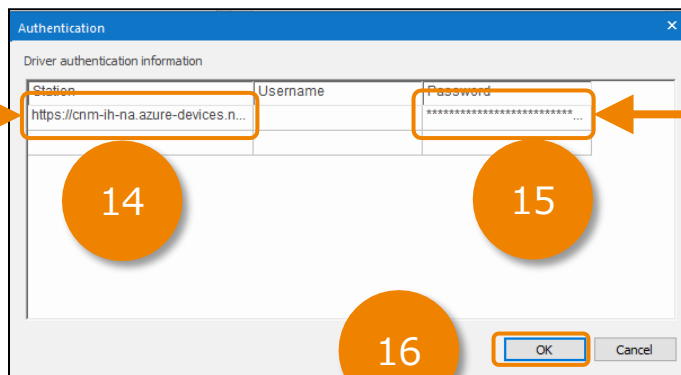 Authentication
Driver authentication information
Station Username Password
https://cnm-ih-na.azure-devices.n... ***************************...
14
15
16
OK Cancel